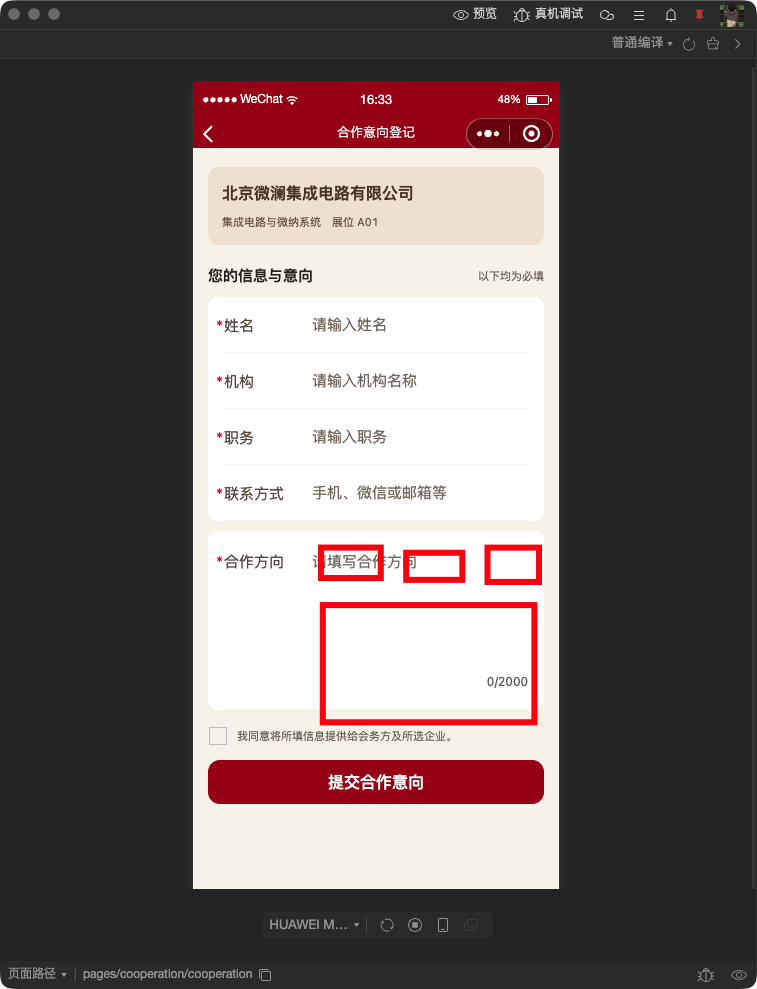 预览 真机调试
普通编译
WeChat 16:33 48%
合作意向登记
北京微澜集成电路有限公司
集成电路与微纳系统 展位 A01
您的信息与意向 以下均为必填
*姓名 请输入姓名
*机构 请输入机构名称
*职务 请输入职务
*联系方式 手机、微信或邮箱等
*合作方向 请填写合作方向
0/2000
我同意将所填信息提供给会务方及所选企业。
提交合作意向
HUAWEI M...
页面路径 pages/cooperation/cooperation